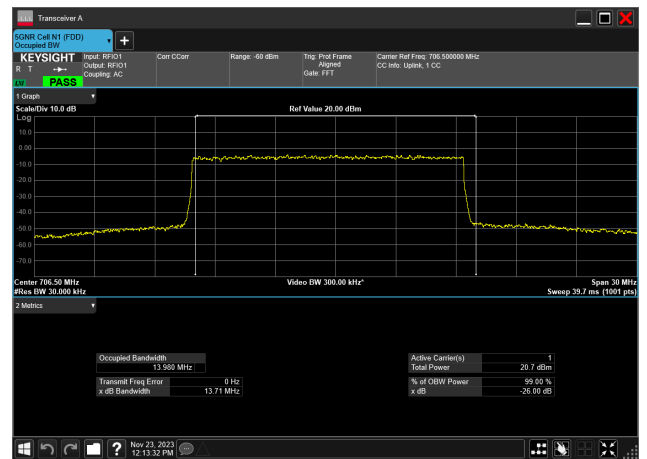 Transceiver A
5GNR Cell N1 (FDD)
Occupied BW
KEYSIGHT
R T
LXI
PASS
Input: RFIO1
Output: RFIO1
Coupling: AC
Corr CCorr
Range: -60 dBm
Trig: Prot Frame
Aligned
Gate: FFT
Carrier Ref Freq: 706.500000 MHz
CC Info: Uplink, 1 CC
1 Graph
Scale/Div 10.0 dB
Ref Value 20.00 dBm
Log
10.0
0.00
-10.0
-20.0
-30.0
-40.0
-50.0
-60.0
-70.0
Center 706.50 MHz
Video BW 300.00 kHz*
Span 30 MHz
#Res BW 30.000 kHz
Sweep 39.7 ms (1001 pts)
2 Metrics
Occupied Bandwidth
13.980 MHz
Active Carrier(s) 1
Total Power 20.7 dBm
Transmit Freq Error 0 Hz
x dB Bandwidth 13.71 MHz
% of OBW Power 99.00 %
x dB -26.00 dB
?
Nov 23, 2023
12:13:32 PM